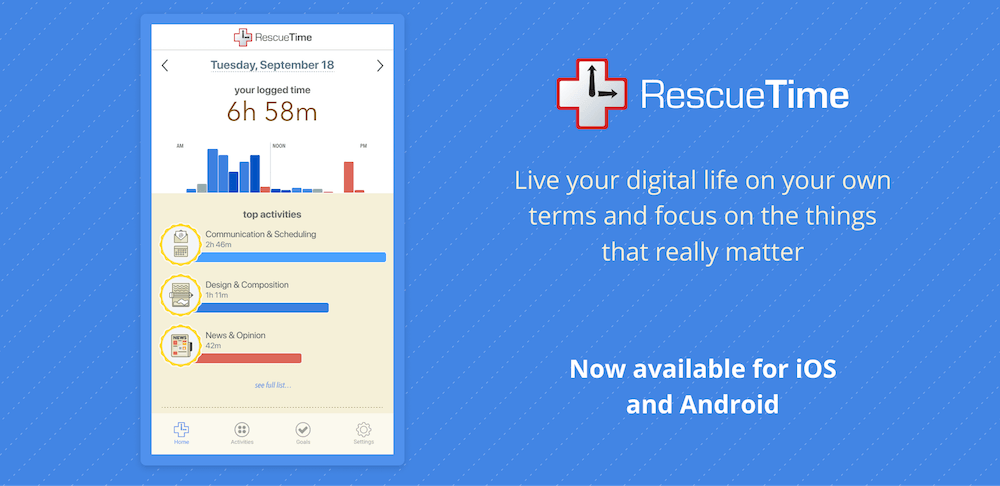 RescueTime
Tuesday, September 18
your logged time
6h 58m
AM
NOON
PM
top activities
Communication & Scheduling
2h 46m
Design & Composition
1h 11m
NEWS
News & Opinion
42m
see full list....
Home
Activities
Goals
Settings
RescueTime
Live your digital life on your own
terms and focus on the things
that really matter
Now available for iOS
and Android